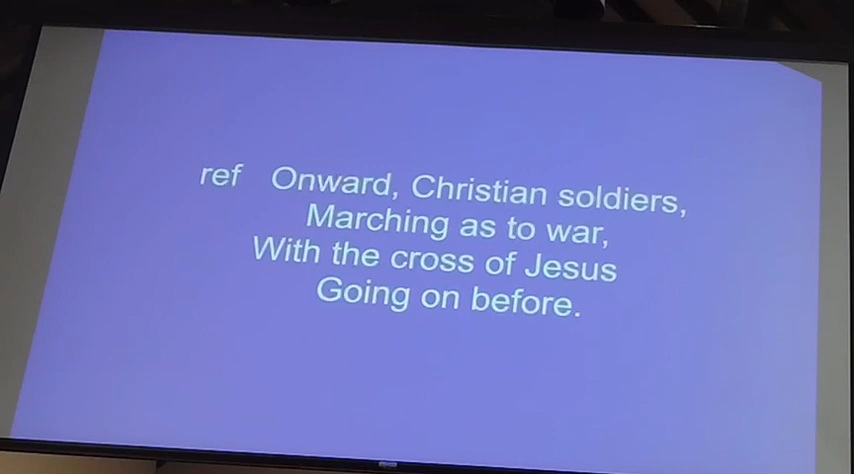 ref Onward, Christian soldiers,
Marching as to war,
With the cross of Jesus
Going on before.